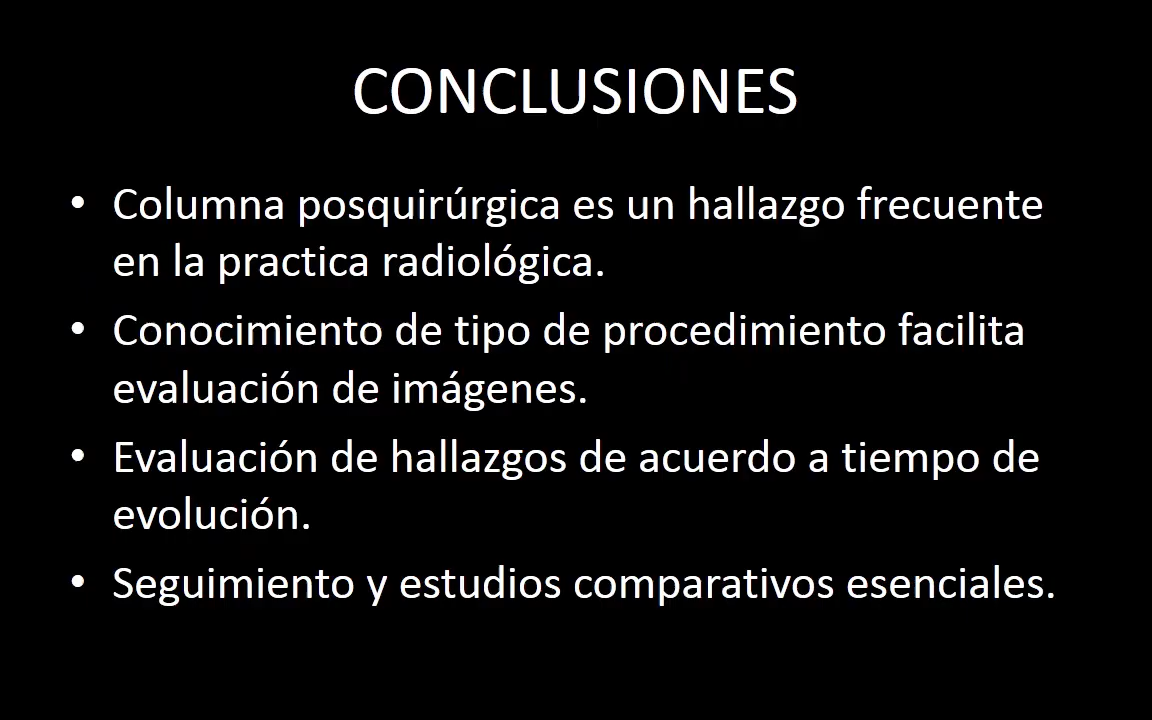 CONCLUSIONES
• Columna posquirúrgica es un hallazgo frecuente
en la practica radiológica.
• Conocimiento de tipo de procedimiento facilita
evaluación de imágenes.
• Evaluación de hallazgos de acuerdo a tiempo de
evolución.
• Seguimiento y estudios comparativos esenciales.